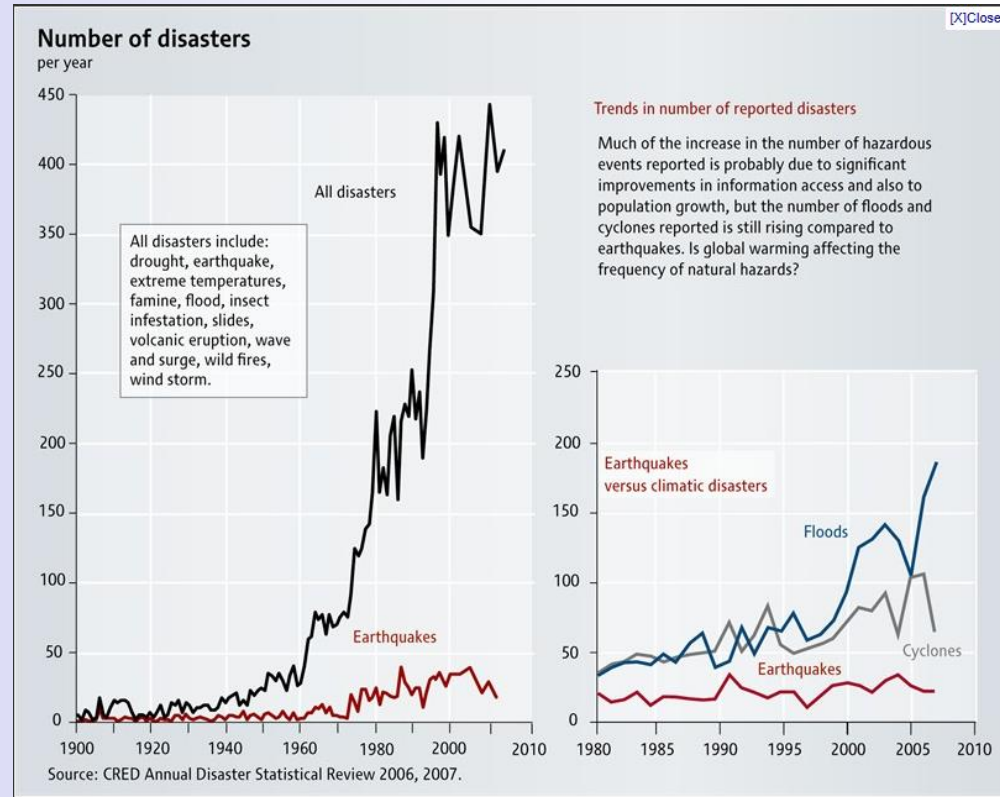 [X]Close
Number of disasters
per year
450
400
350
300
250
200
150
100
50
0
All disasters
All disasters include:
drought, earthquake,
extreme temperatures,
famine, flood, insect
infestation, slides,
volcanic eruption, wave
and surge, wild fires,
wind storm.
Earthquakes
1900 1920 1940 1960 1980 2000 2010
Source: CRED Annual Disaster Statistical Review 2006, 2007.
Trends in number of reported disasters
Much of the increase in the number of hazardous
events reported is probably due to significant
improvements in information access and also to
population growth, but the number of floods and
cyclones reported is still rising compared to
earthquakes. Is global warming affecting the
frequency of natural hazards?
250
200
150
100
50
0
Earthquakes
versus climatic disasters
Floods
Cyclones
Earthquakes
1980 1985 1990 1995 2000 2005 2010